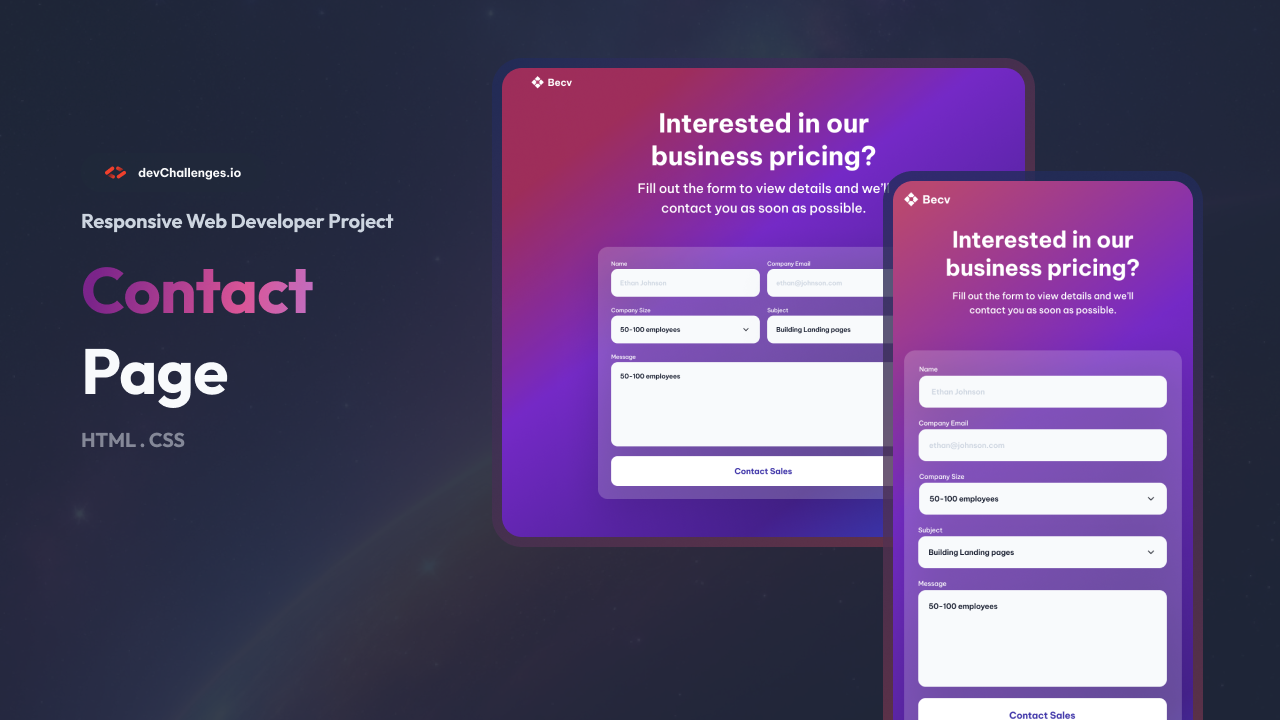 devChallenges.io
Responsive Web Developer Project
Contact
Page
HTML . CSS
Becv
Interested in our
business pricing?
Fill out the form to view details and we'll
contact you as soon as possible.
Name
Company Email
Ethan Johnson
ethan@johnson.com
Company Size
Subject
50-100 employees
Building Landing pages
Message
50-100 employees
Contact Sales
Becv
Interested in our
business pricing?
Fill out the form to view details and we'll
contact you as soon as possible.
Name
Ethan Johnson
Company Email
ethan@johnson.com
Company Size
50-100 employees
Subject
Building Landing pages
Message
50-100 employees
Contact Sales